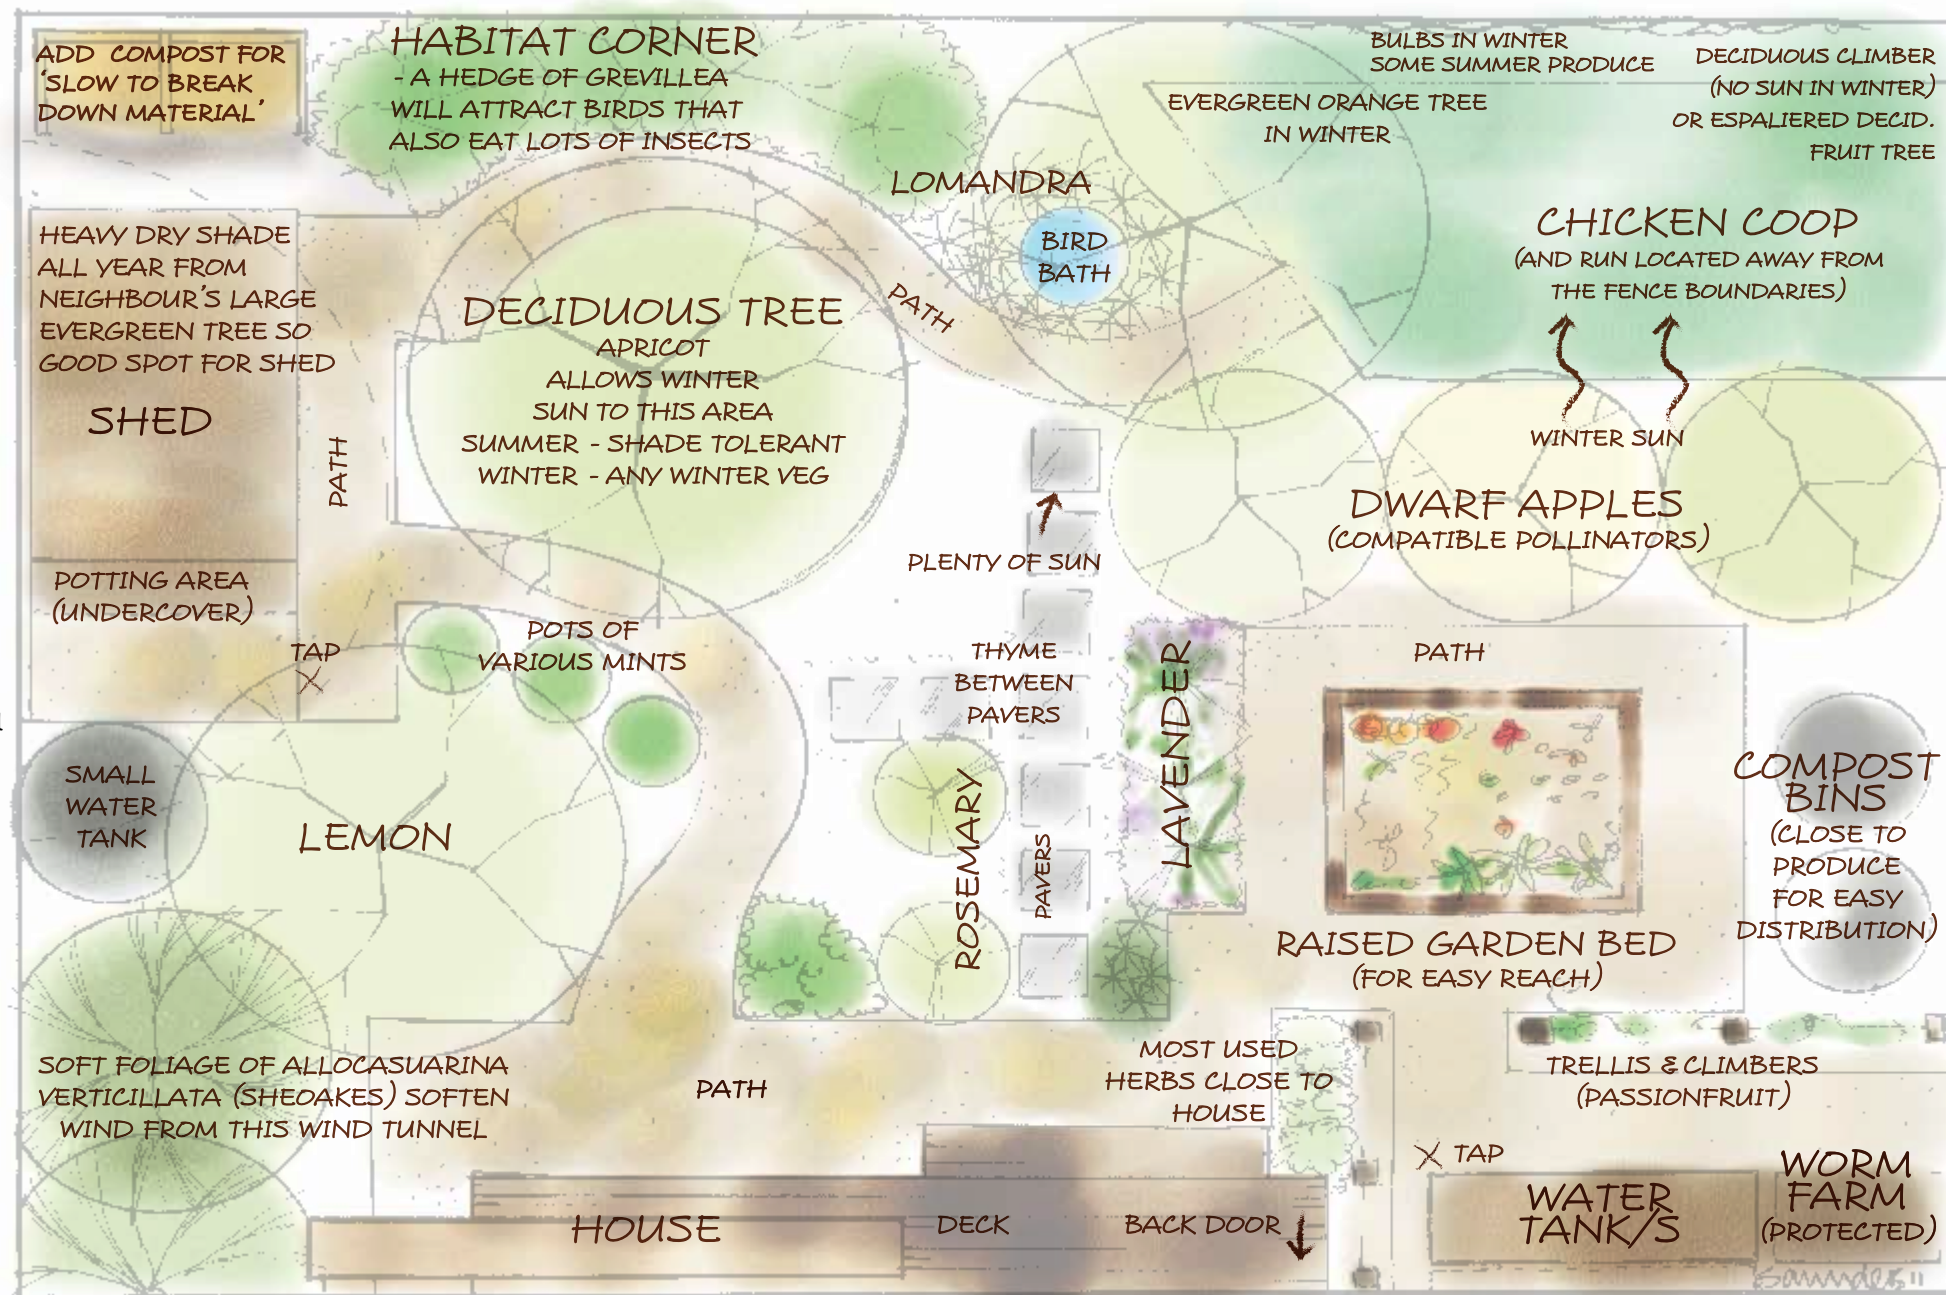 ADD COMPOST FOR
'SLOW TO BREAK
DOWN MATERIAL'
HABITAT CORNER
- A HEDGE OF GREVILLEA
WILL ATTRACT BIRDS THAT
ALSO EAT LOTS OF INSECTS
BULBS IN WINTER
SOME SUMMER PRODUCE
EVERGREEN ORANGE TREE
IN WINTER
DECIDUOUS CLIMBER
(NO SUN IN WINTER)
OR ESPALIERED DECID.
FRUIT TREE
LOMANDRA
BIRD
BATH
CHICKEN COOP
(AND RUN LOCATED AWAY FROM
THE FENCE BOUNDARIES)
HEAVY DRY SHADE
ALL YEAR FROM
NEIGHBOUR'S LARGE
EVERGREEN TREE SO
GOOD SPOT FOR SHED
SHED
PATH
DECIDUOUS TREE
APRICOT
ALLOWS WINTER
SUN TO THIS AREA
SUMMER - SHADE TOLERANT
WINTER - ANY WINTER VEG
PATH
WINTER SUN
DWARF APPLES
(COMPATIBLE POLLINATORS)
PLENTY OF SUN
POTTING AREA
(UNDERCOVER)
TAP
POTS OF
VARIOUS MINTS
THYME
BETWEEN
PAVERS
LAVENDER
PATH
SMALL
WATER
TANK
LEMON
ROSEMARY
PAVERS
COMPOST
BINS
(CLOSE TO
PRODUCE
FOR EASY
DISTRIBUTION)
RAISED GARDEN BED
(FOR EASY REACH)
SOFT FOLIAGE OF ALLOCASUARINA
VERTICILLATA (SHEOAKES) SOFTEN
WIND FROM THIS WIND TUNNEL
PATH
MOST USED
HERBS CLOSE TO
HOUSE
TRELLIS & CLIMBERS
(PASSIONFRUIT)
TAP
HOUSE
DECK
BACK DOOR
WATER
TANK/S
WORM
FARM
(PROTECTED)